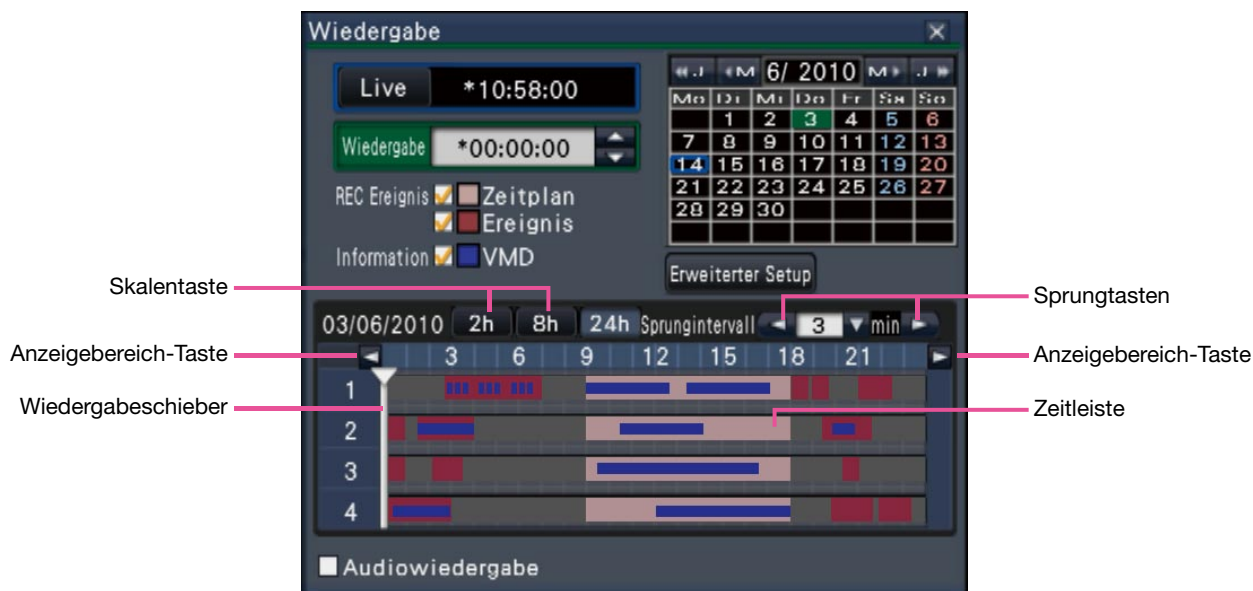 Wiedergabe
Live *10:58:00
Wiedergabe *00:00:00
REC Ereignis Zeitplan
Ereignis
Information VMD
J M 6/ 2010 M J
Mo Di Mi Do Fr Sa So
1 2 3 4 5 6
7 8 9 10 11 12 13
14 15 16 17 18 19 20
21 22 23 24 25 26 27
28 29 30
Erweiterter Setup
Skalentaste
Sprungtasten
03/06/2010 2h 8h 24h Sprungintervall 3 min
Anzeigebereich-Taste
3 6 9 12 15 18 21
Anzeigebereich-Taste
1
Wiedergabeschieber
Zeitleiste
2
3
4
Audiowiedergabe